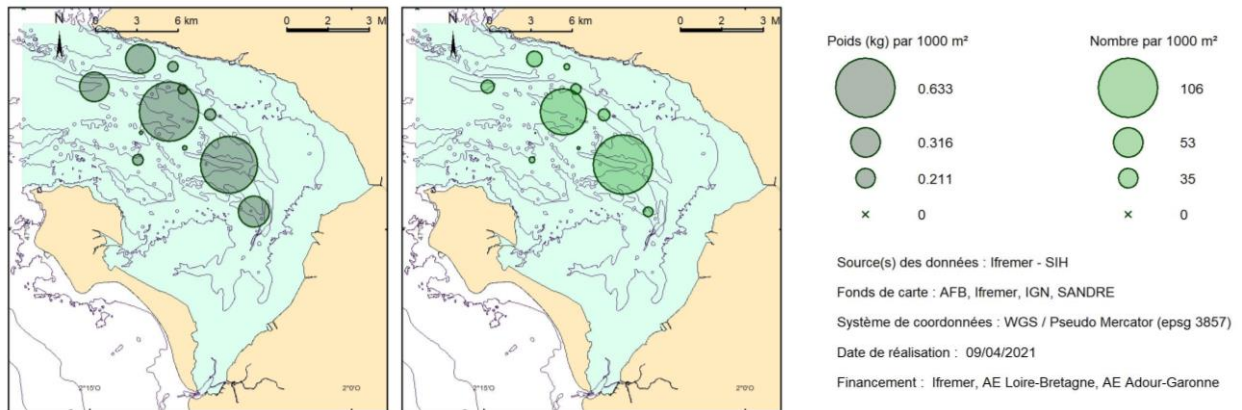 N
0 3 6 km
0 2 3 M
2°15'O
2°0'O
N
0 3 6 km
0 2 3 M
2°15'O
2°0'O
Poids (kg) par 1000 m²
0.633
0.316
0.211
0
Nombre par 1000 m²
106
53
35
0
Source(s) des données : Ifremer - SIH
Fonds de carte : AFB, Ifremer, IGN, SANDRE
Système de coordonnées : WGS / Pseudo Mercator (epsg 3857)
Date de réalisation : 09/04/2021
Financement : Ifremer, AE Loire-Bretagne, AE Adour-Garonne